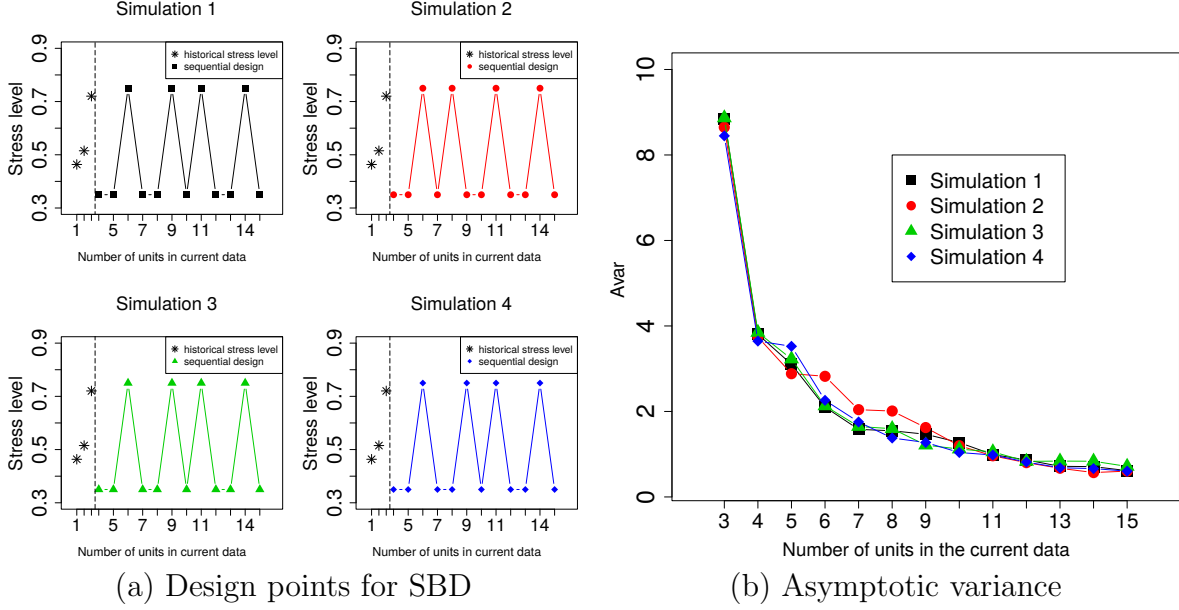 Simulation 1
Stress level
0.3 0.5 0.7 0.9
historical stress level
sequential design
1 5 7 9 11 14
Number of units in current data
Simulation 2
Stress level
0.3 0.5 0.7 0.9
historical stress level
sequential design
1 5 7 9 11 14
Number of units in current data
Simulation 3
Stress level
0.3 0.5 0.7 0.9
historical stress level
sequential design
1 5 7 9 11 14
Number of units in current data
Simulation 4
Stress level
0.3 0.5 0.7 0.9
historical stress level
sequential design
1 5 7 9 11 14
Number of units in current data
(a) Design points for SBD
Avar
0 2 4 6 8 10
Simulation 1
Simulation 2
Simulation 3
Simulation 4
3 4 5 6 7 8 9 11 13 15
Number of units in the current data
(b) Asymptotic variance